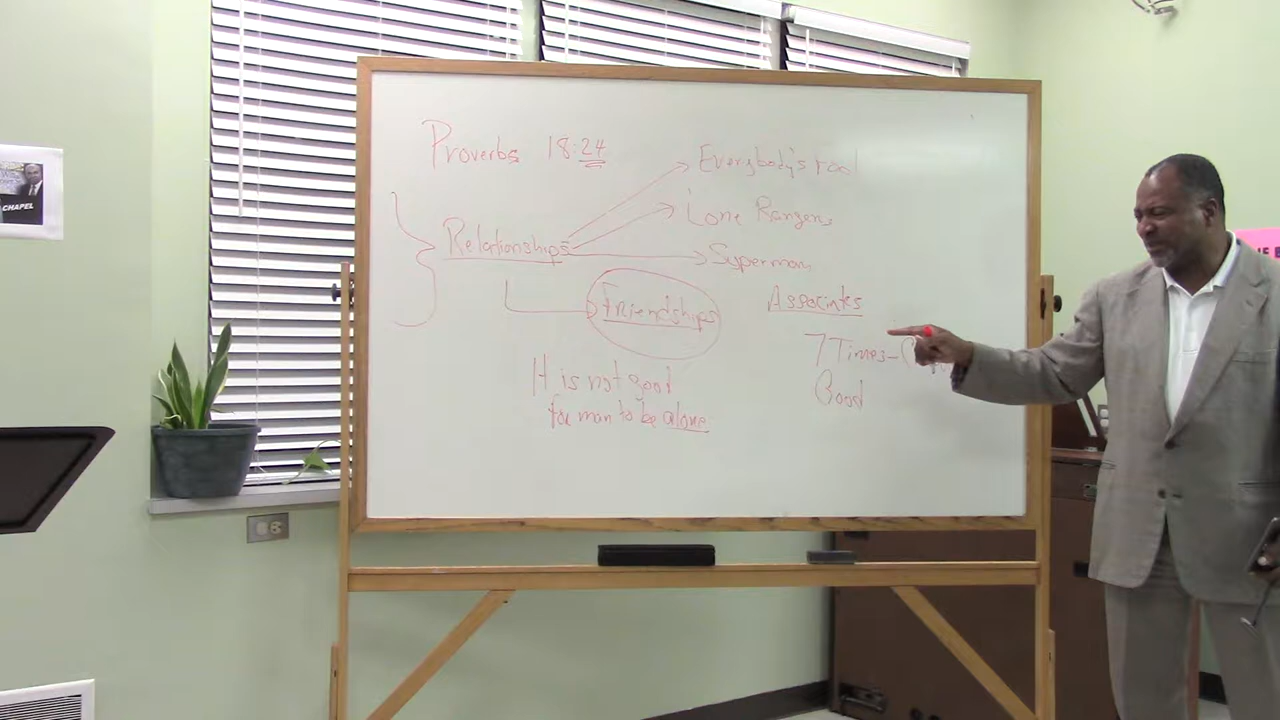 Proverbs 18:24
Everybody's
Lone Rangers
Relationships
Superman
Friendships
Associates
7 Times-
Good
It is not good
for man to be alone
CHAPEL